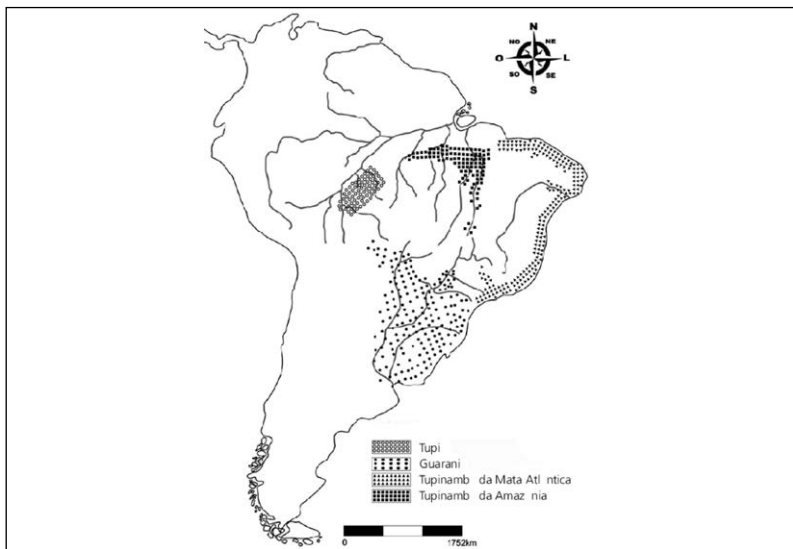 N
NO NE
O L
SO SE
S
Tupi
Guarani
Tupinamb da Mata Atl ntica
Tupinamb da Amaz nia
0 1752km